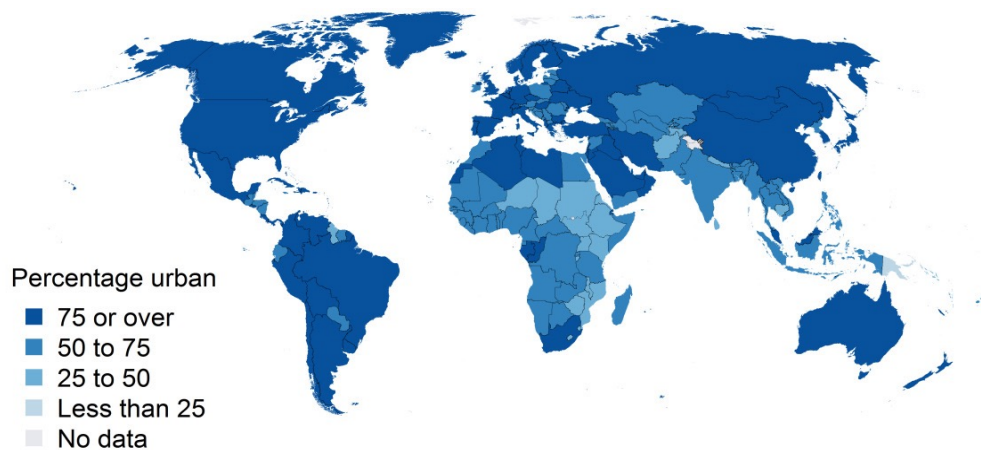 Percentage urban
75 or over
50 to 75
25 to 50
Less than 25
No data